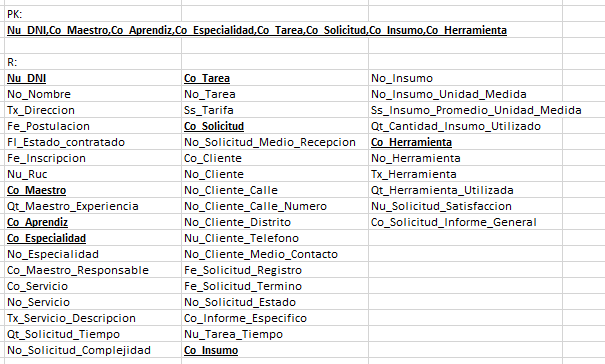 PK:
Nu_DNI,Co_Maestro,Co_Aprendiz,Co_Especialidad,Co_Tarea,Co_Solicitud,Co_Insumo,Co_Herramienta
R:
Nu_DNI
No_Nombre
Tx_Direccion
Fe_Postulacion
Fl_Estado_contratado
Fe_Inscripcion
Nu_Ruc
Co_Maestro
Qt_Maestro_Experiencia
Co_Aprendiz
Co_Especialidad
No_Especialidad
Co_Maestro_Responsable
Co_Servicio
No_Servicio
Tx_Servicio_Descripcion
Qt_Solicitud_Tiempo
No_Solicitud_Complejidad
Co_Tarea
No_Tarea
Ss_Tarifa
Co_Solicitud
No_Solicitud_Medio_Recepcion
Co_Cliente
No_Cliente
No_Cliente_Calle
No_Cliente_Calle_Numero
No_Cliente_Distrito
Nu_Cliente_Telefono
No_Cliente_Medio_Contacto
Fe_Solicitud_Registro
Fe_Solicitud_Termino
No_Solicitud_Estado
Co_Informe_Especifico
Nu_Tarea_Tiempo
Co_Insumo
No_Insumo
No_Insumo_Unidad_Medida
Ss_Insumo_Promedio_Unidad_Medida
Qt_Cantidad_Insumo_Utilizado
Co_Herramienta
No_Herramienta
Tx_Herramienta
Qt_Herramienta_Utilizada
Nu_Solicitud_Satisfaccion
Co_Solicitud_Informe_General